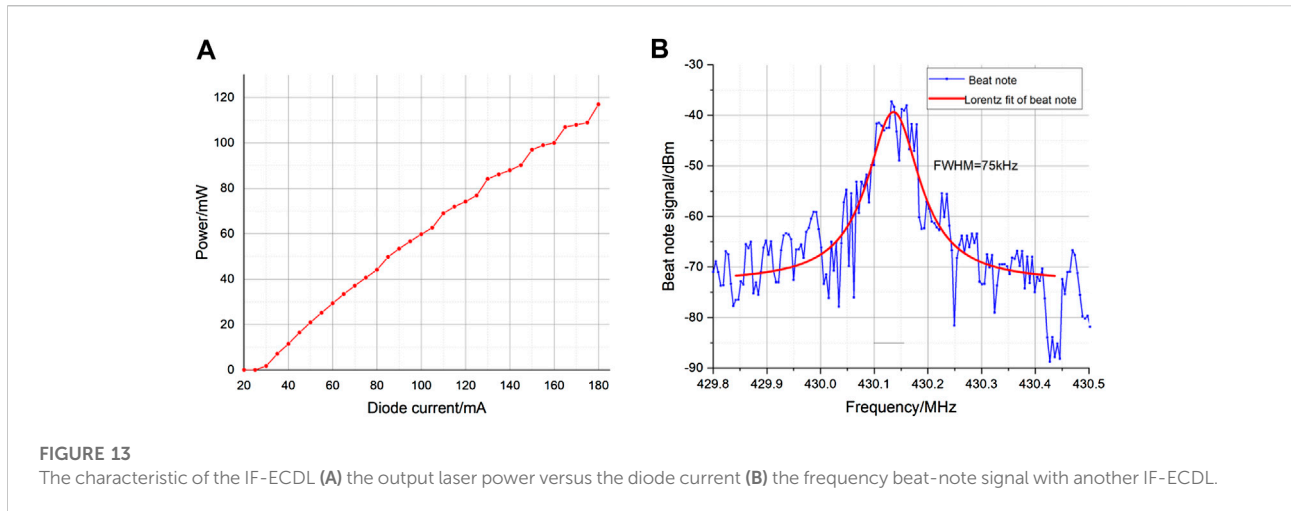 A
Power/mW
120
100
80
60
40
20
0
20 40 60 80 100 120 140 160 180
Diode current/mA
B
Beat note signal/dBm
-30
-40
-50
-60
-70
-80
-90
Beat note
Lorentz fit of beat note
FWHM=75kHz
429.8 429.9 430.0 430.1 430.2 430.3 430.4 430.5
Frequency/MHz
FIGURE 13
The characteristic of the IF-ECDL (A) the output laser power versus the diode current (B) the frequency beat-note signal with another IF-ECDL.